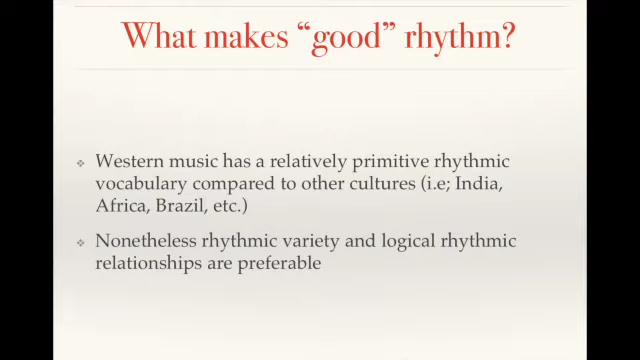 What makes “good” rhythm?
Western music has a relatively primitive rhythmic
vocabulary compared to other cultures (i.e; India,
Africa, Brazil, etc.)
Nonetheless rhythmic variety and logical rhythmic
relationships are preferable